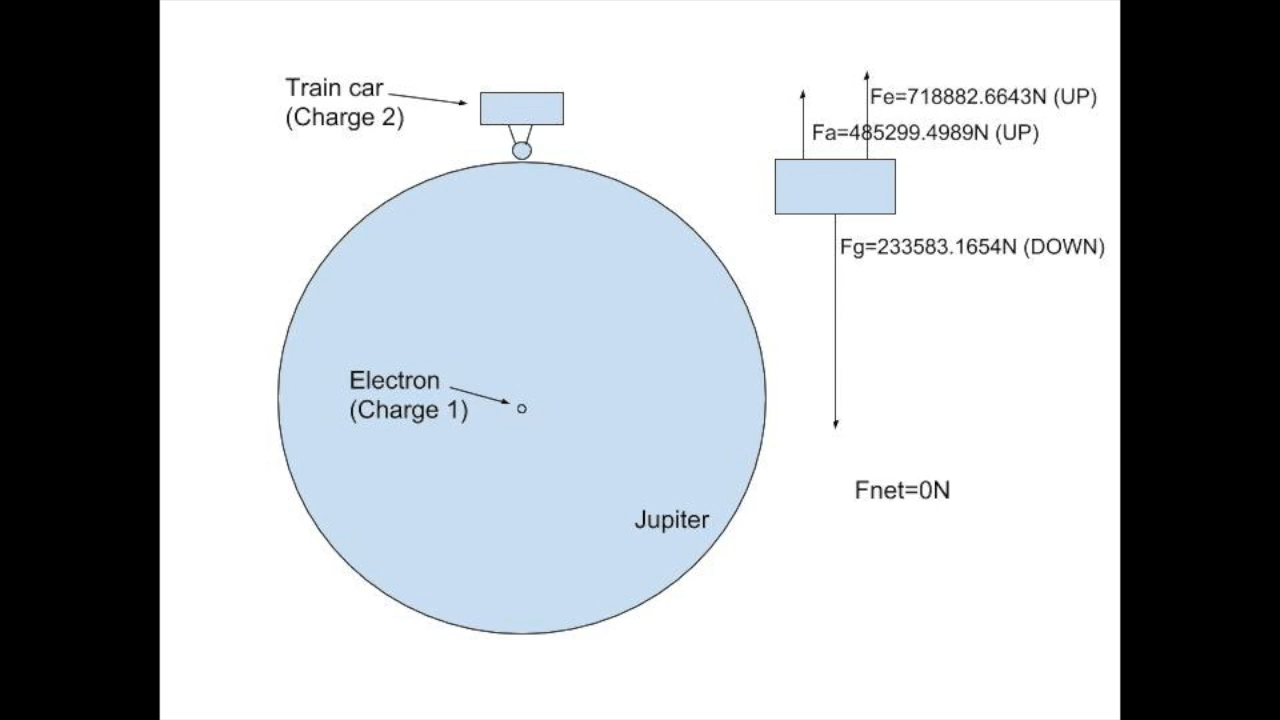 Train car
(Charge 2)
Fe=718882.6643N (UP)
Fa=485299.4989N (UP)
Fg=233583.1654N (DOWN)
Electron
(Charge 1)
Fnet=0N
Jupiter